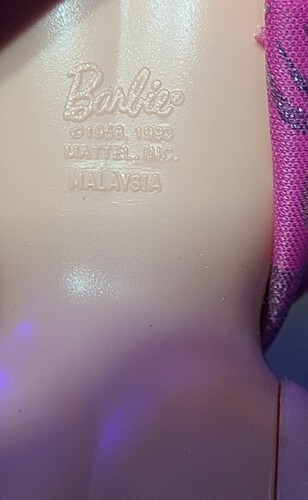 Barbie®
©1958, 1993
MATTEL, INC.
MALAYSIA